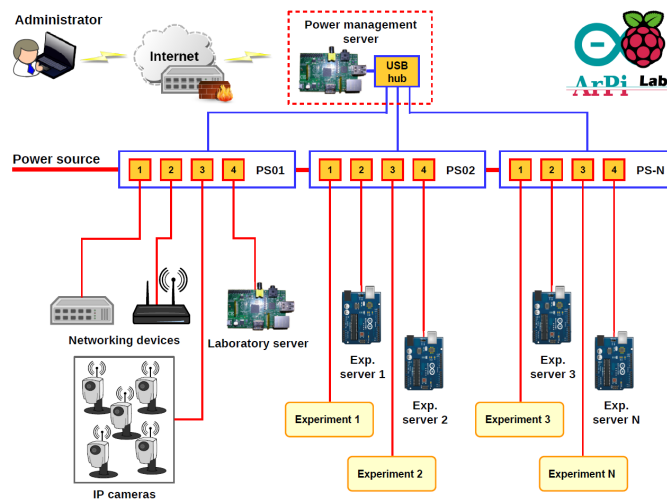 Administrator
Internet
Power management
server
USB
hub
ArPi Lab
Power source
1 2 3 4 PS01
1 2 3 4 PS02
1 2 3 4 PS-N
Networking devices
Laboratory server
IP cameras
Exp.
server 1
Exp.
server 2
Exp.
server 3
Exp.
server N
Experiment 1
Experiment 2
Experiment 3
Experiment N